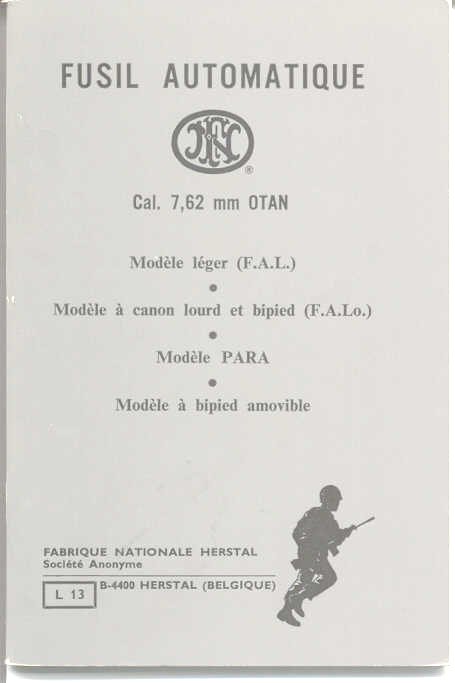 FUSIL AUTOMATIQUE
FN
®
Cal. 7,62 mm OTAN
Modèle léger (F.A.L.)
•
Modèle à canon lourd et bipied (F.A.Lo.)
•
Modèle PARA
•
Modèle à bipied amovible
FABRIQUE NATIONALE HERSTAL
Société Anonyme
L 13
B-4400 HERSTAL (BELGIQUE)